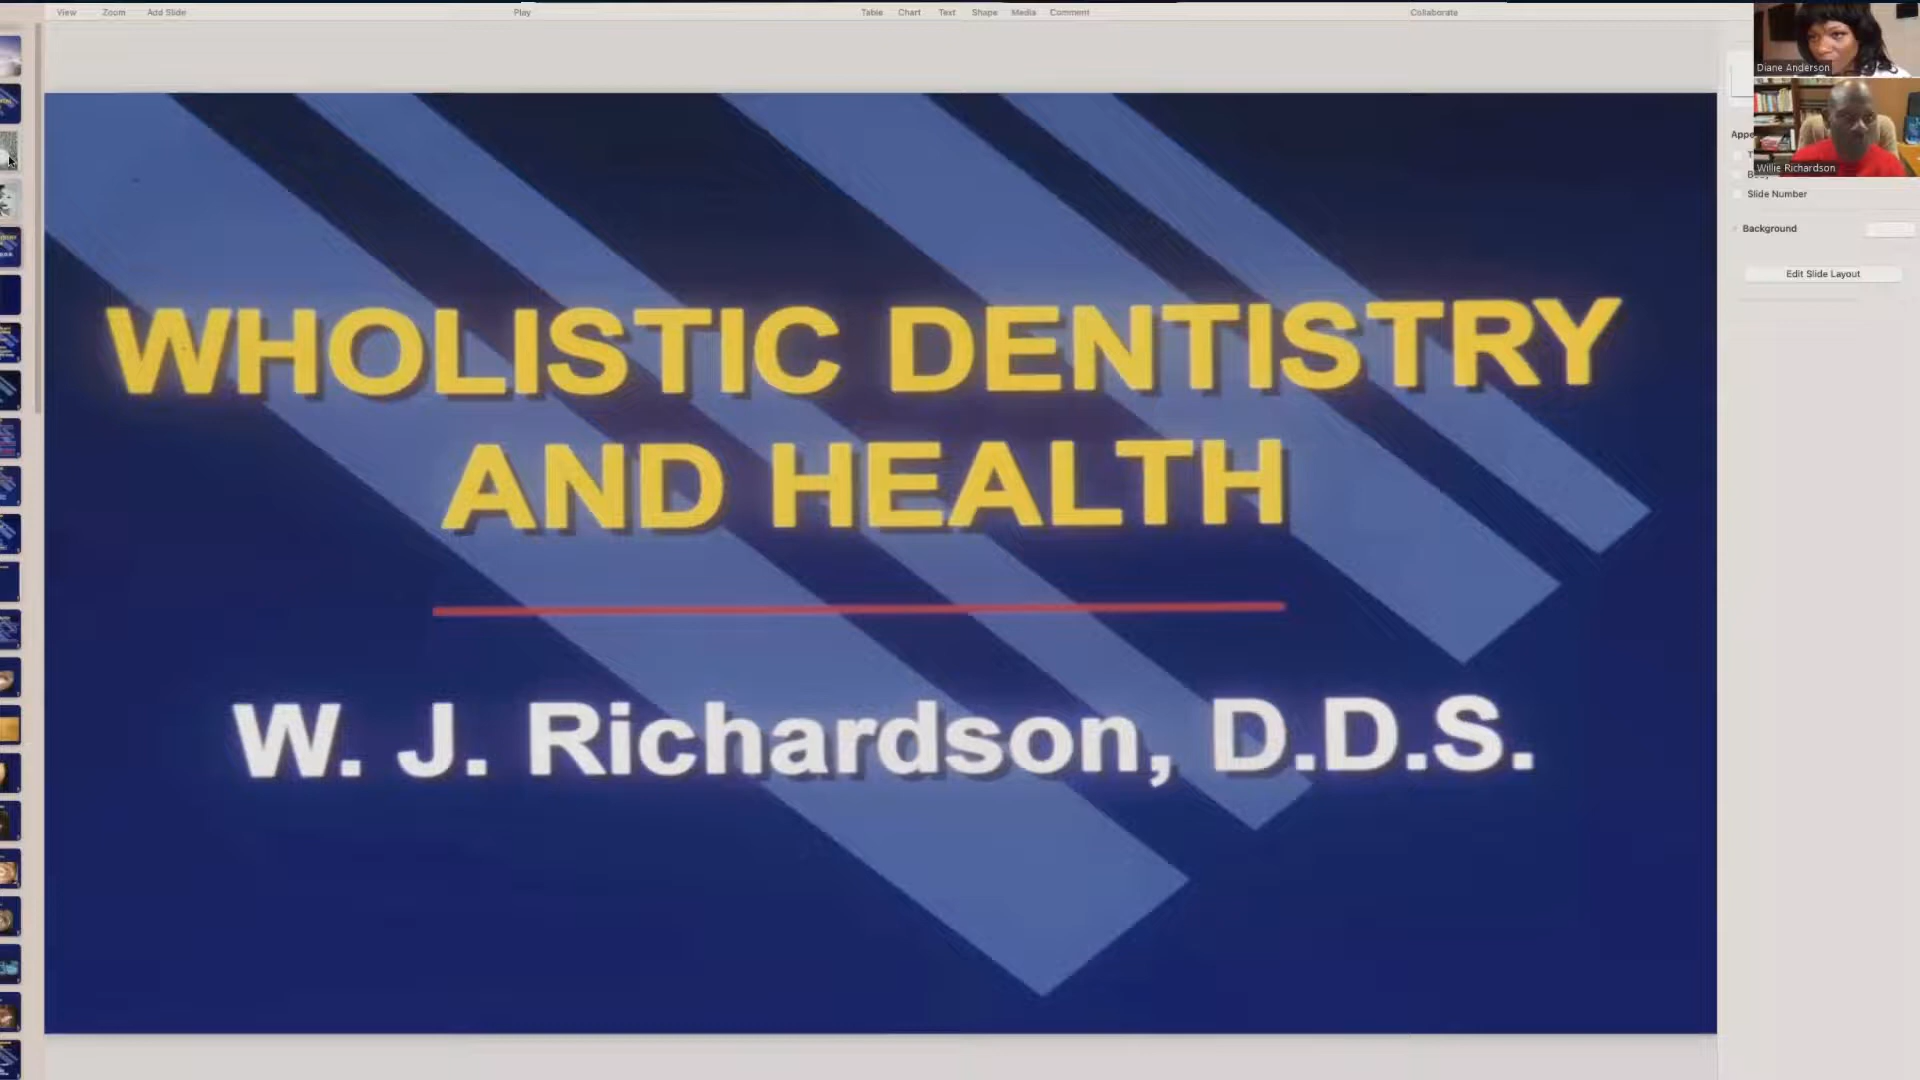 View Zoom Add Slide Play Table Chart Text Shape Media Comment Collaborate
Diane Anderson
Willie Richardson
Slide Number
Background
Edit Slide Layout
WHOLISTIC DENTISTRY
AND HEALTH
W. J. Richardson, D.D.S.